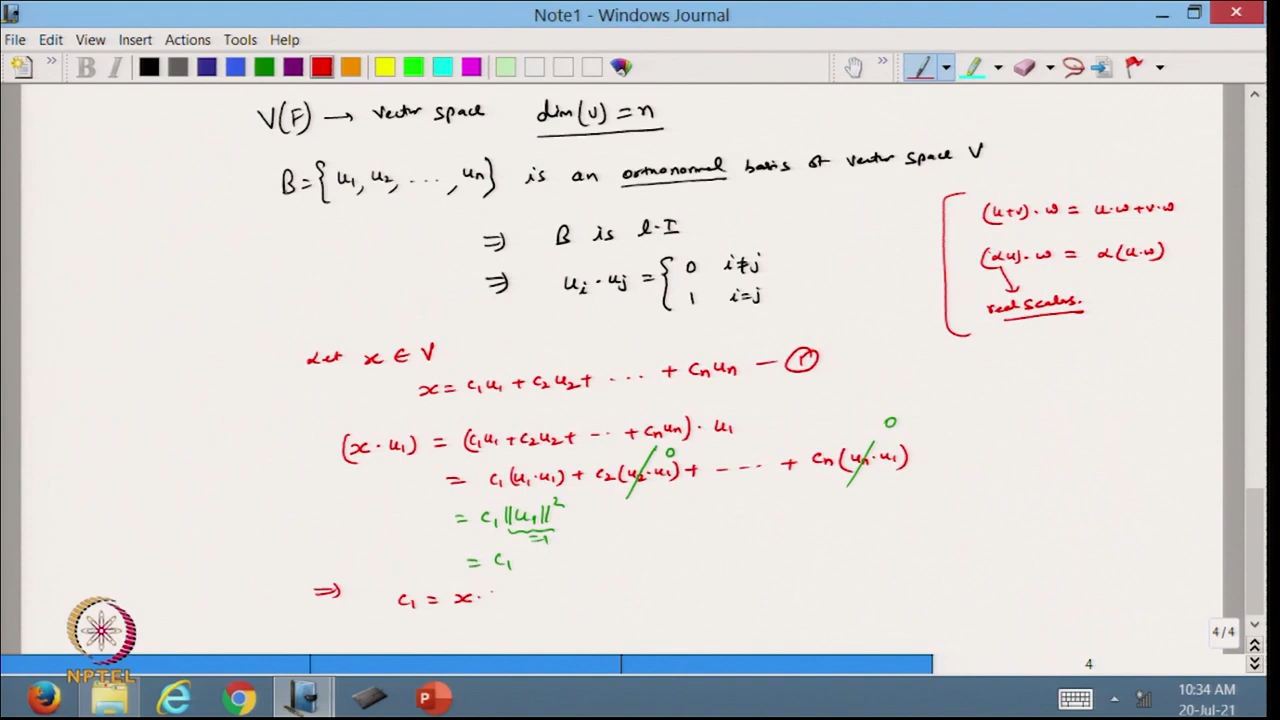 Note1 - Windows Journal
File Edit View Insert Actions Tools Help
V(F) → vector space dim(V) = n
B = {u₁, u₂, ..., uₙ} is an orthonormal basis of vector space V
⇒ B is l.I
⇒ uᵢ · uⱼ = { 0 i≠j
1 i=j
(u+v)·w = u·w + v·w
(αu)·w = α(u·w)
real scalar.
Let x ∈ V
x = c₁u₁ + c₂u₂ + ... + cₙuₙ — ①
(x·u₁) = (c₁u₁ + c₂u₂ + ... + cₙuₙ) · u₁
= c₁(u₁·u₁) + c₂(u₂·u₁) 0 + ---- + cₙ(uₙ·u₁) 0
= c₁ ||u₁||²
=1
= c₁
⇒ c₁ = x·
NPTEL
4/4
4
10:34 AM
20-Jul-21